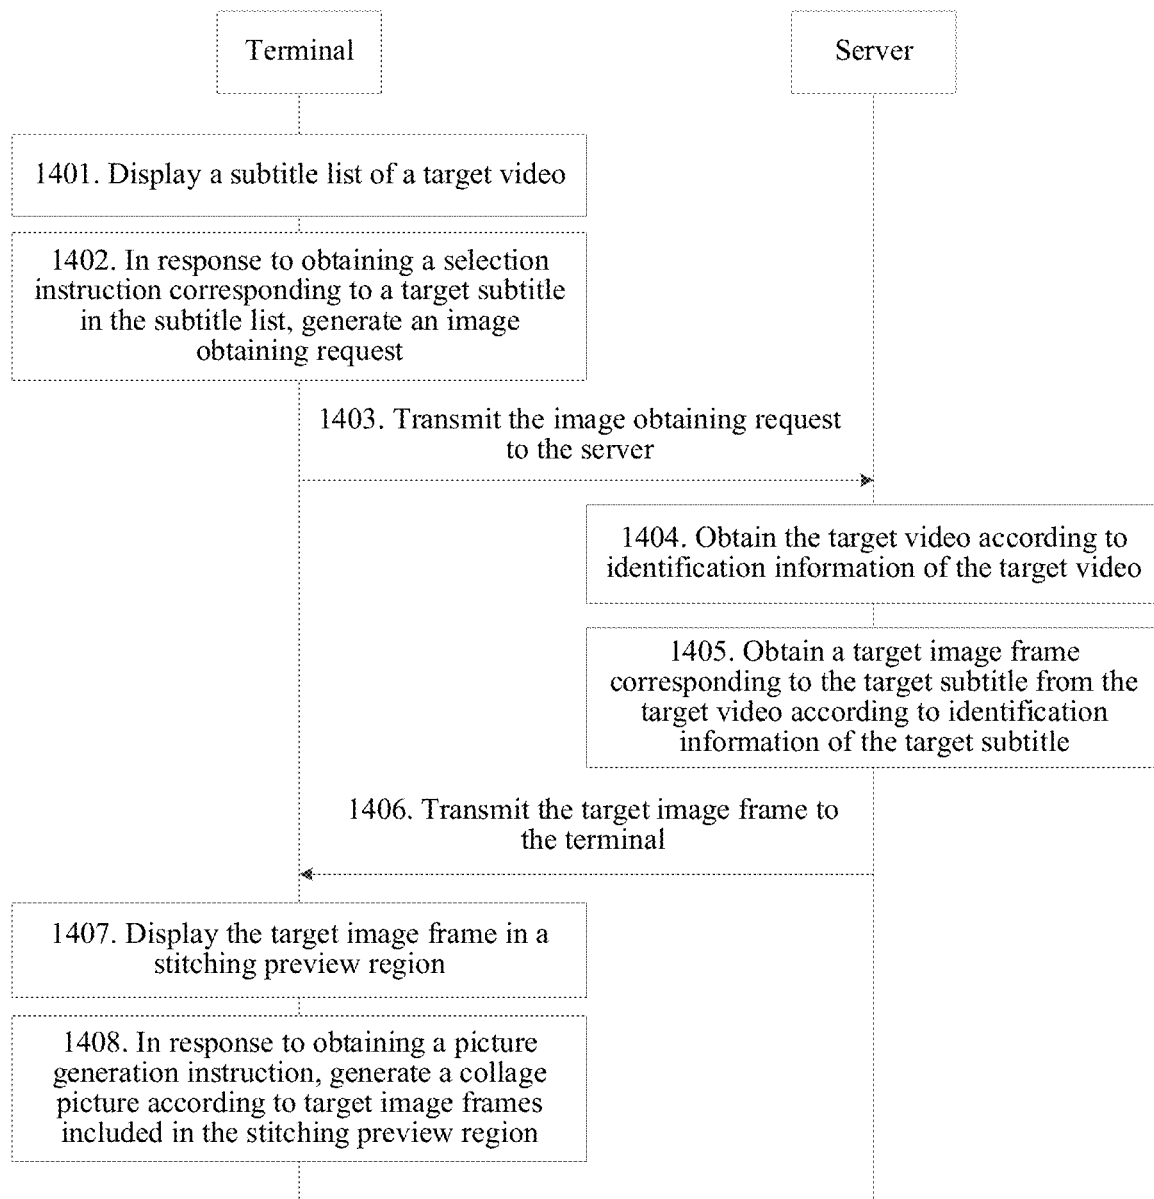 Terminal
Server
1401. Display a subtitle list of a target video
1402. In response to obtaining a selection
instruction corresponding to a target subtitle
in the subtitle list, generate an image
obtaining request
1403. Transmit the image obtaining request
to the server
1404. Obtain the target video according to
identification information of the target video
1405. Obtain a target image frame
corresponding to the target subtitle from the
target video according to identification
information of the target subtitle
1406. Transmit the target image frame to
the terminal
1407. Display the target image frame in a
stitching preview region
1408. In response to obtaining a picture
generation instruction, generate a collage
picture according to target image frames
included in the stitching preview region